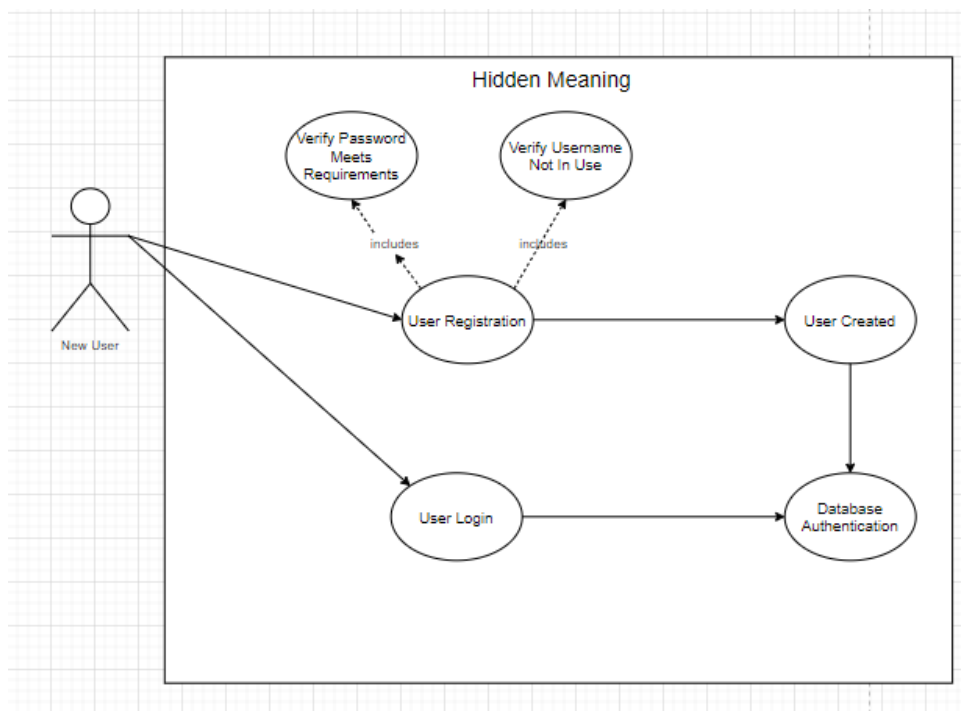 Hidden Meaning
Verify Password
Meets
Requirements
Verify Username
Not In Use
includes
includes
New User
User Registration
User Created
User Login
Database
Authentication